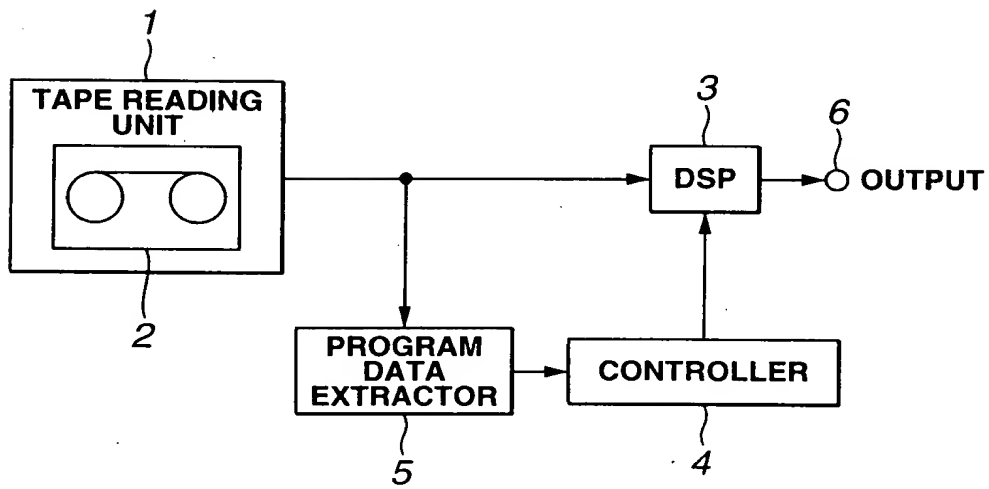 1
TAPE READING
UNIT
2
3
DSP
6
OUTPUT
PROGRAM
DATA
EXTRACTOR
5
CONTROLLER
4